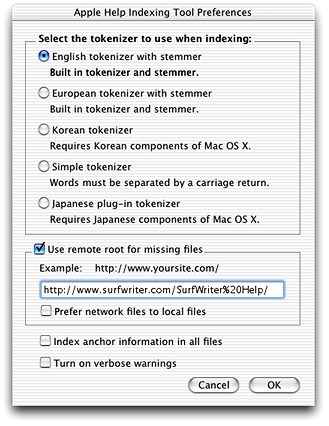 Apple Help Indexing Tool Preferences
Select the tokenizer to use when indexing:
English tokenizer with stemmer
Built in tokenizer and stemmer.
European tokenizer with stemmer
Built in tokenizer and stemmer.
Korean tokenizer
Requires Korean components of Mac OS X.
Simple tokenizer
Words must be separated by a carriage return.
Japanese plug-in tokenizer
Requires Japanese components of Mac OS X.
Use remote root for missing files
Example: http://www.yoursite.com/
http://www.surfwriter.com/SurfWriter%20Help/
Prefer network files to local files
Index anchor information in all files
Turn on verbose warnings
Cancel OK